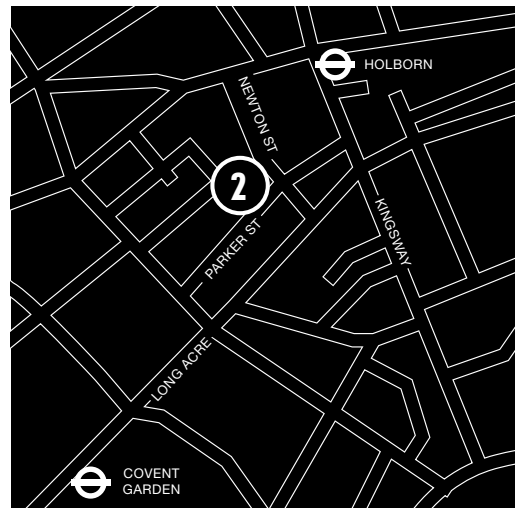 HOLBORN
NEWTON ST
2
KINGSWAY
PARKER ST
LONG ACRE
COVENT
GARDEN